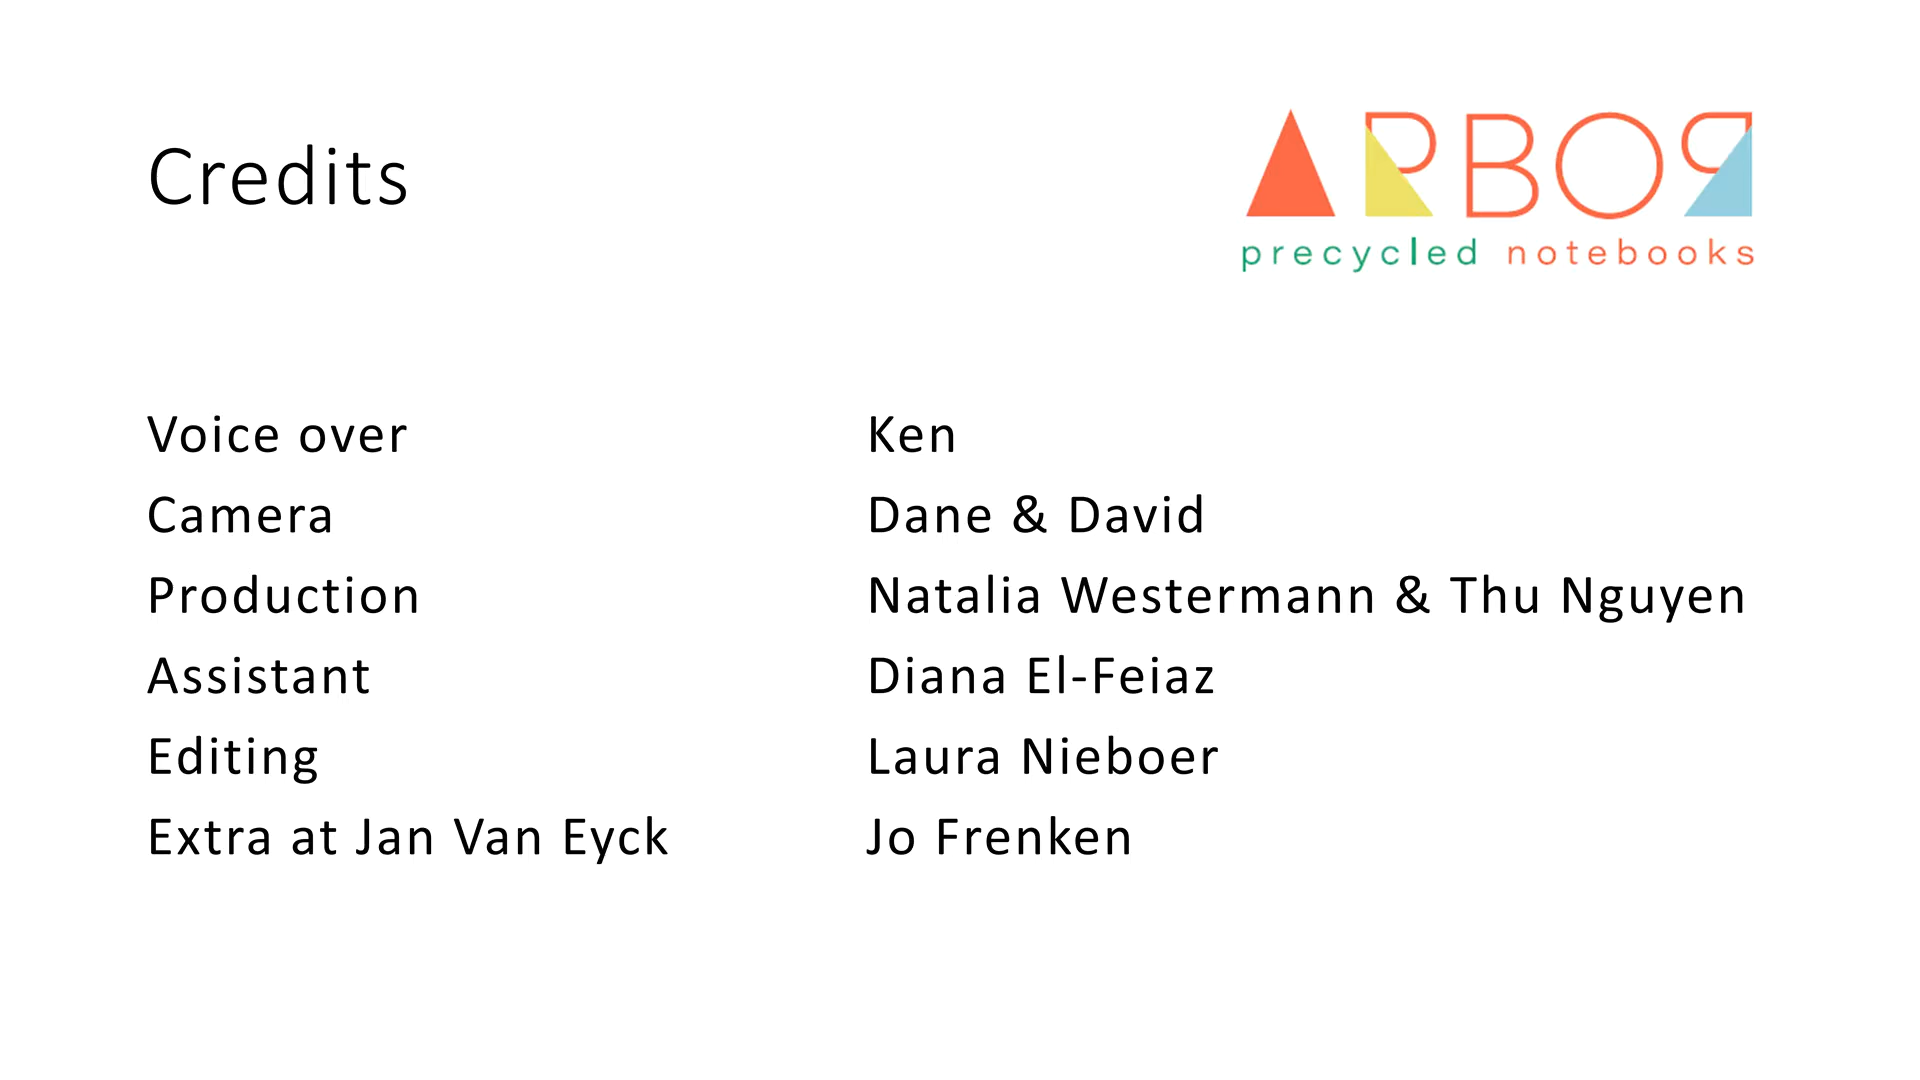 Credits
ARBOR
precycled notebooks
Voice over Ken
Camera Dane & David
Production Natalia Westermann & Thu Nguyen
Assistant Diana El-Feiaz
Editing Laura Nieboer
Extra at Jan Van Eyck Jo Frenken